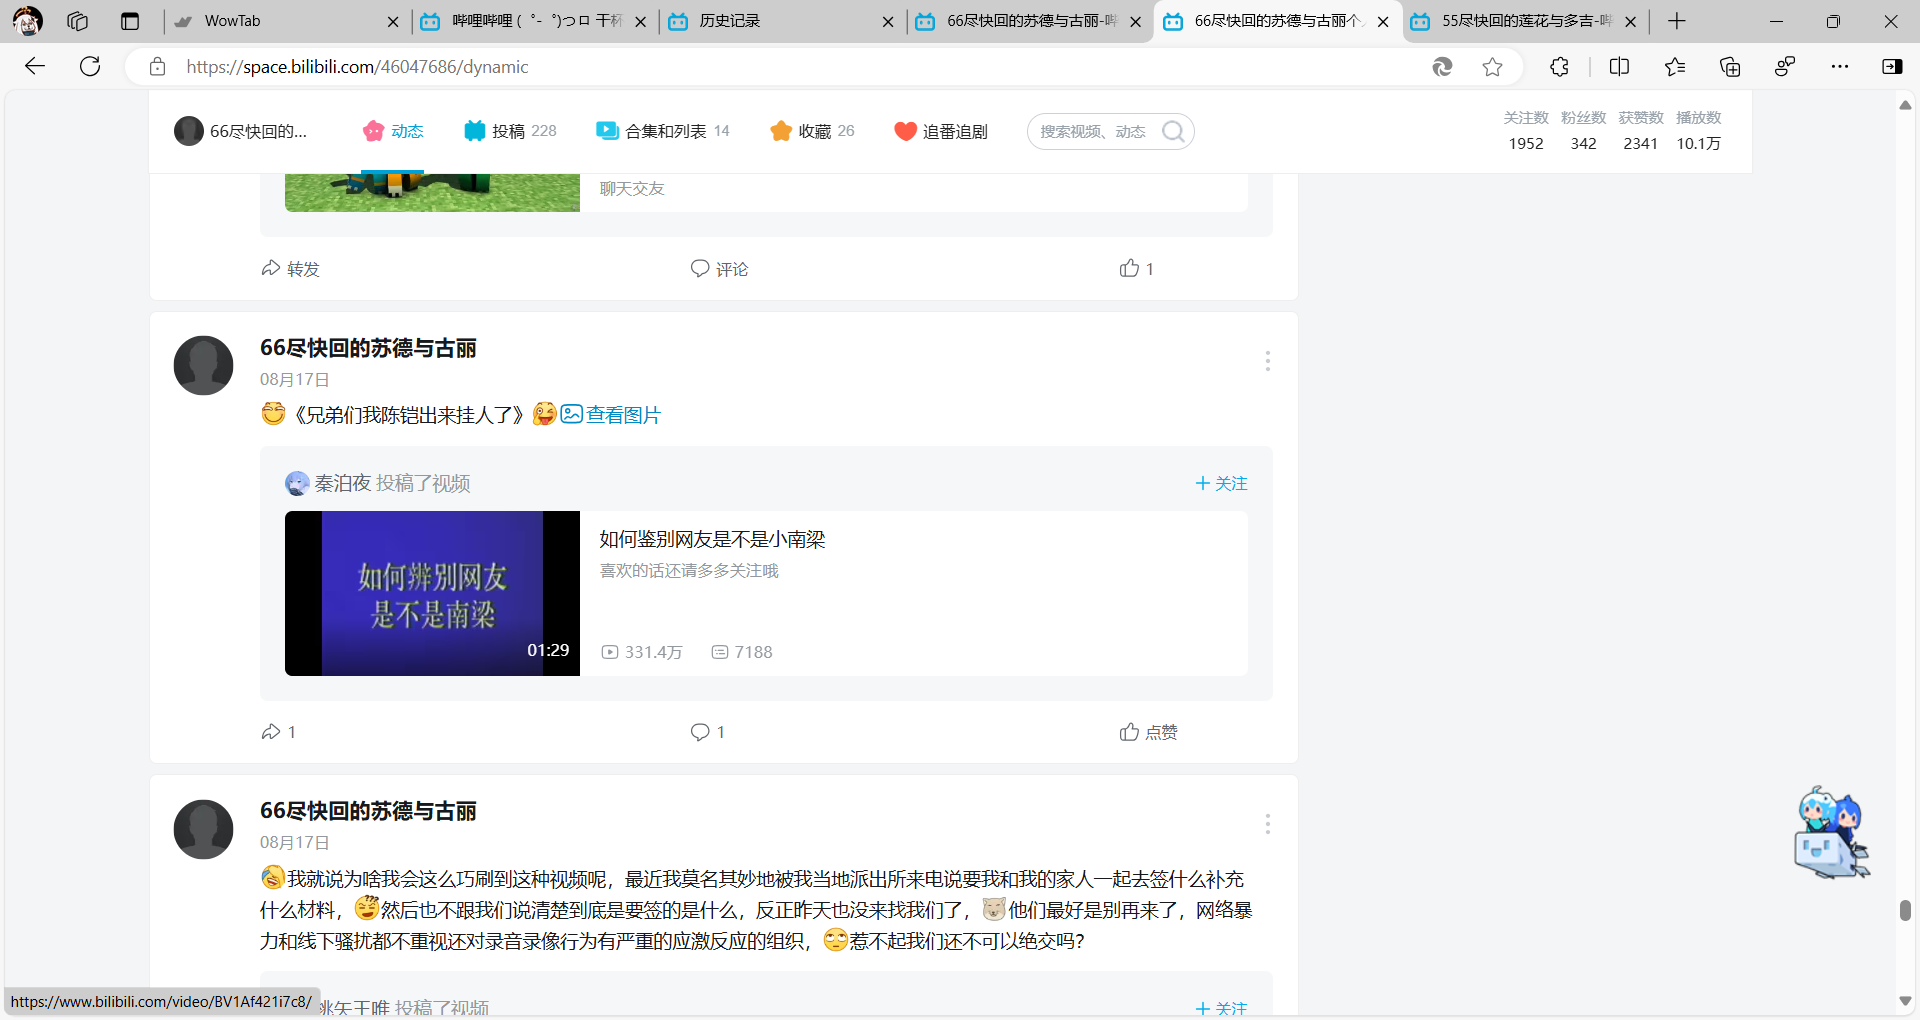 WowTab
哔哩哔哩 (゜-゜)つロ 干杯
历史记录
66尽快回的苏德与古丽-哔
66尽快回的苏德与古丽个人
55尽快回的莲花与多吉-哔
https://space.bilibili.com/46047686/dynamic
66尽快回的...
动态
投稿 228
合集和列表 14
收藏 26
追番追剧
搜索视频、动态
关注数 粉丝数 获赞数 播放数
1952 342 2341 10.1万
聊天交友
转发
评论
1
66尽快回的苏德与古丽
08月17日
《兄弟们我陈铠出来挂人了》查看图片
秦泊夜 投稿了视频
+ 关注
如何辨别网友
是不是南梁
01:29
如何鉴别网友是不是小南梁
喜欢的话还请多多关注哦
331.4万 7188
1
1
点赞
66尽快回的苏德与古丽
08月17日
我就说为啥我会这么巧刷到这种视频呢，最近我莫名其妙地被我当地派出所来电说要我和我的家人一起去签什么补充
什么材料，然后也不跟我们说清楚到底是要签的是什么，反正昨天也没来找我们了，他们最好是别再来了，网络暴
力和线下骚扰都不重视还对录音录像行为有严重的应激反应的组织，惹不起我们还不可以绝交吗?
矢王唯 投稿了视频
+ 关注
https://www.bilibili.com/video/BV1Af421i7c8/